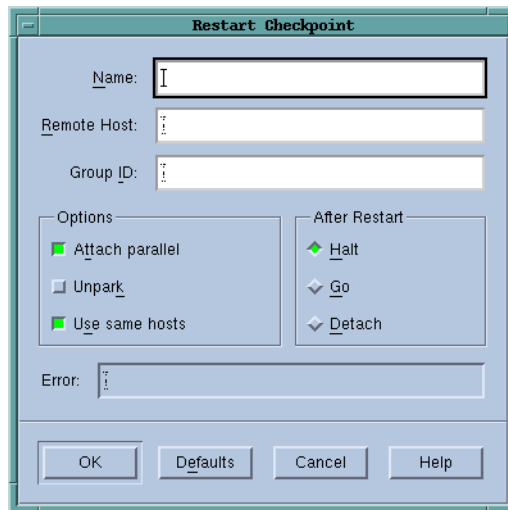 Restart Checkpoint
Name:
Remote Host:
Group ID:
Options
Attach parallel
Unpark
Use same hosts
After Restart
Halt
Go
Detach
Error:
OK Defaults Cancel Help